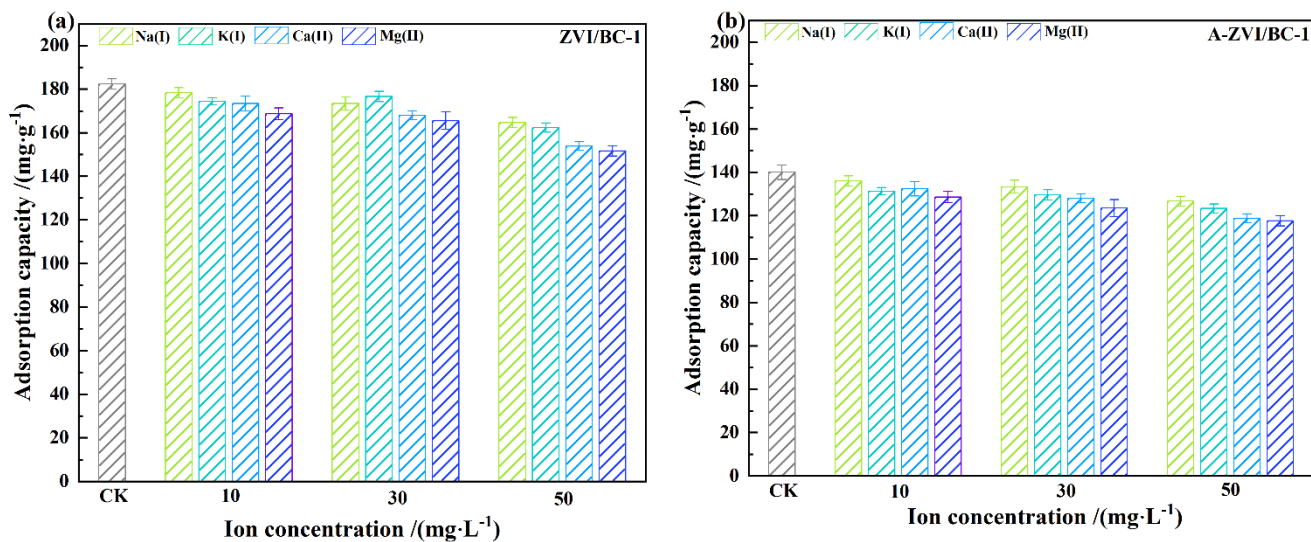 (a)
ZVI/BC-1
Na(I) K(I) Ca(II) Mg(II)
Adsorption capacity /(mg·g⁻¹)
200
180
160
140
120
100
80
60
40
20
0
CK 10 30 50
Ion concentration /(mg·L⁻¹)
(b)
Na(I) K(I) Ca(II) Mg(II) A-ZVI/BC-1
Adsorption capacity /(mg·g⁻¹)
200
180
160
140
120
100
80
60
40
20
0
CK 10 30 50
Ion concentration /(mg·L⁻¹)